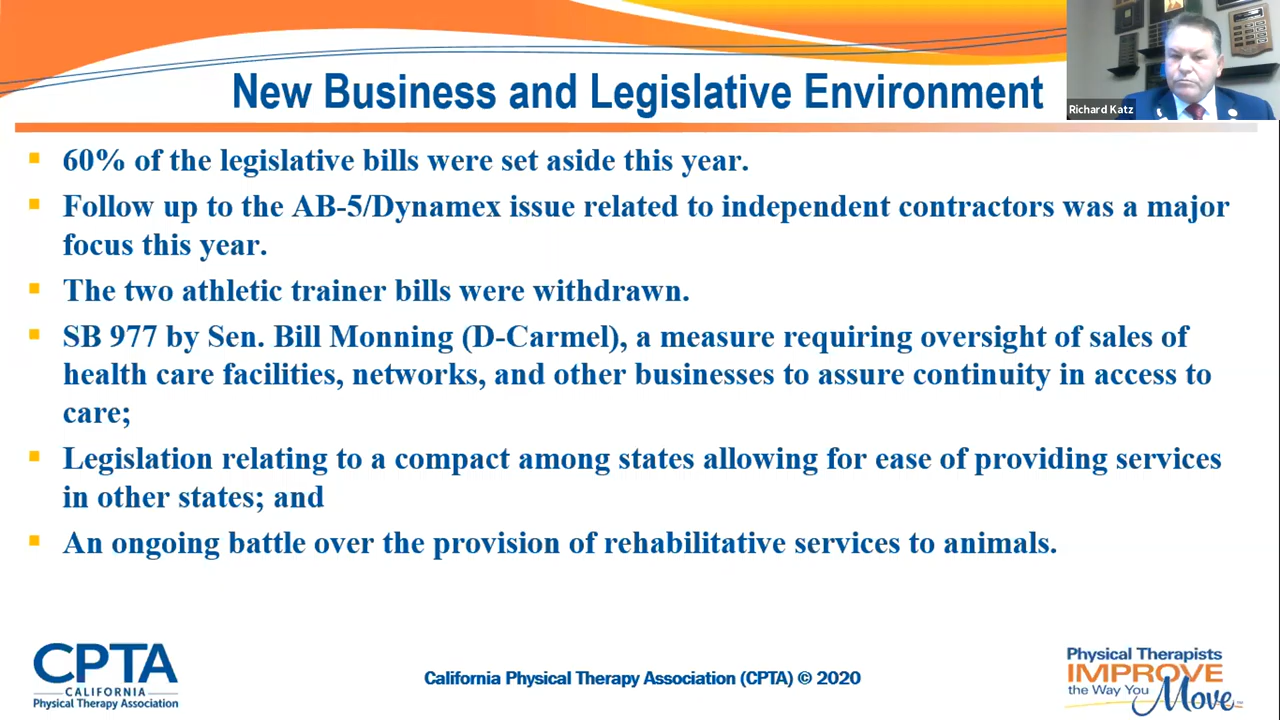 New Business and Legislative Environment
Richard Katz
60% of the legislative bills were set aside this year.
Follow up to the AB-5/Dynamex issue related to independent contractors was a major
focus this year.
The two athletic trainer bills were withdrawn.
SB 977 by Sen. Bill Monning (D-Carmel), a measure requiring oversight of sales of
health care facilities, networks, and other businesses to assure continuity in access to
care;
Legislation relating to a compact among states allowing for ease of providing services
in other states; and
An ongoing battle over the provision of rehabilitative services to animals.
CPTA
CALIFORNIA
Physical Therapy Association
California Physical Therapy Association (CPTA) © 2020
Physical Therapists
IMPROVE
the Way You
Move